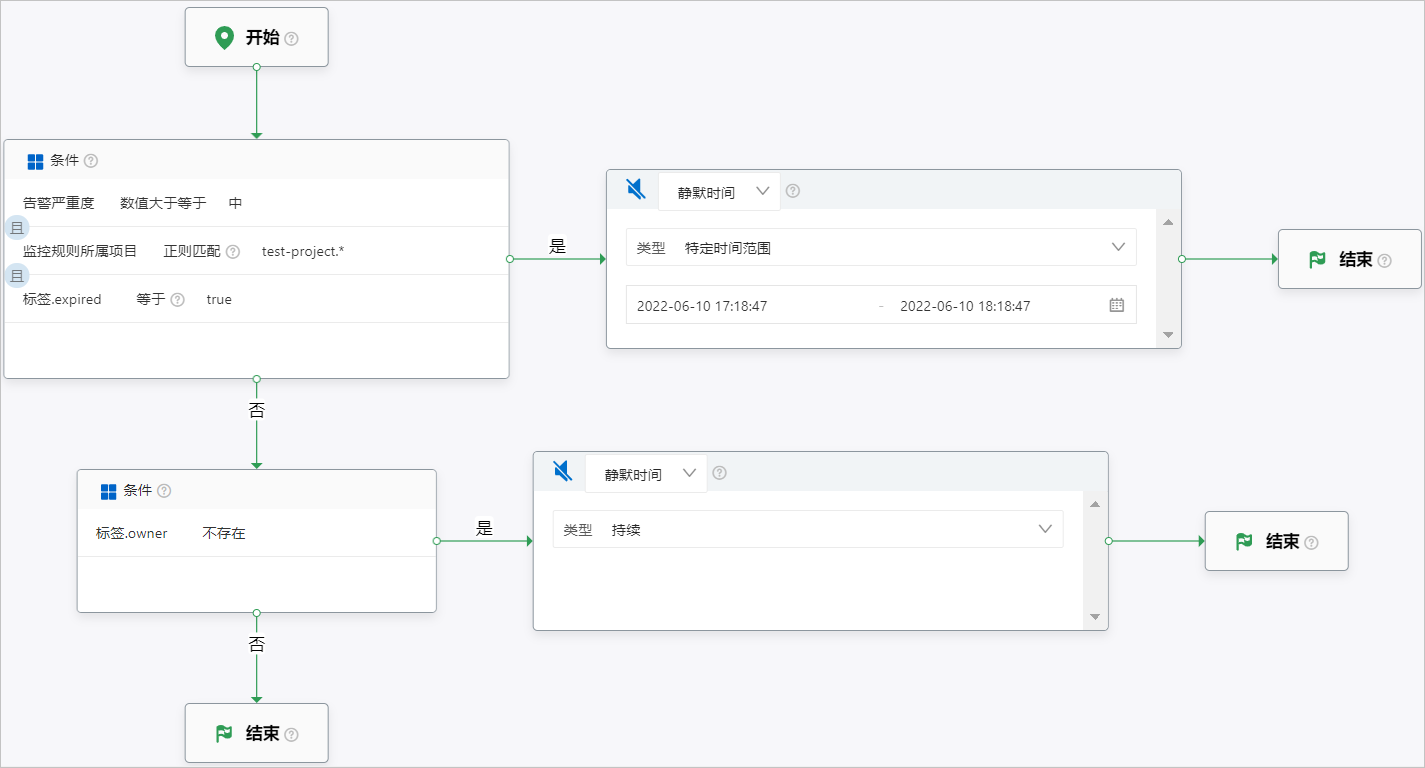 开始
条件
告警严重度 数值大于等于 中
且
监控规则所属项目 正则匹配 test-project.*
且
标签.expired 等于 true
是
静默时间
类型 特定时间范围
2022-06-10 17:18:47 - 2022-06-10 18:18:47
结束
否
条件
标签.owner 不存在
是
静默时间
类型 持续
结束
否
结束